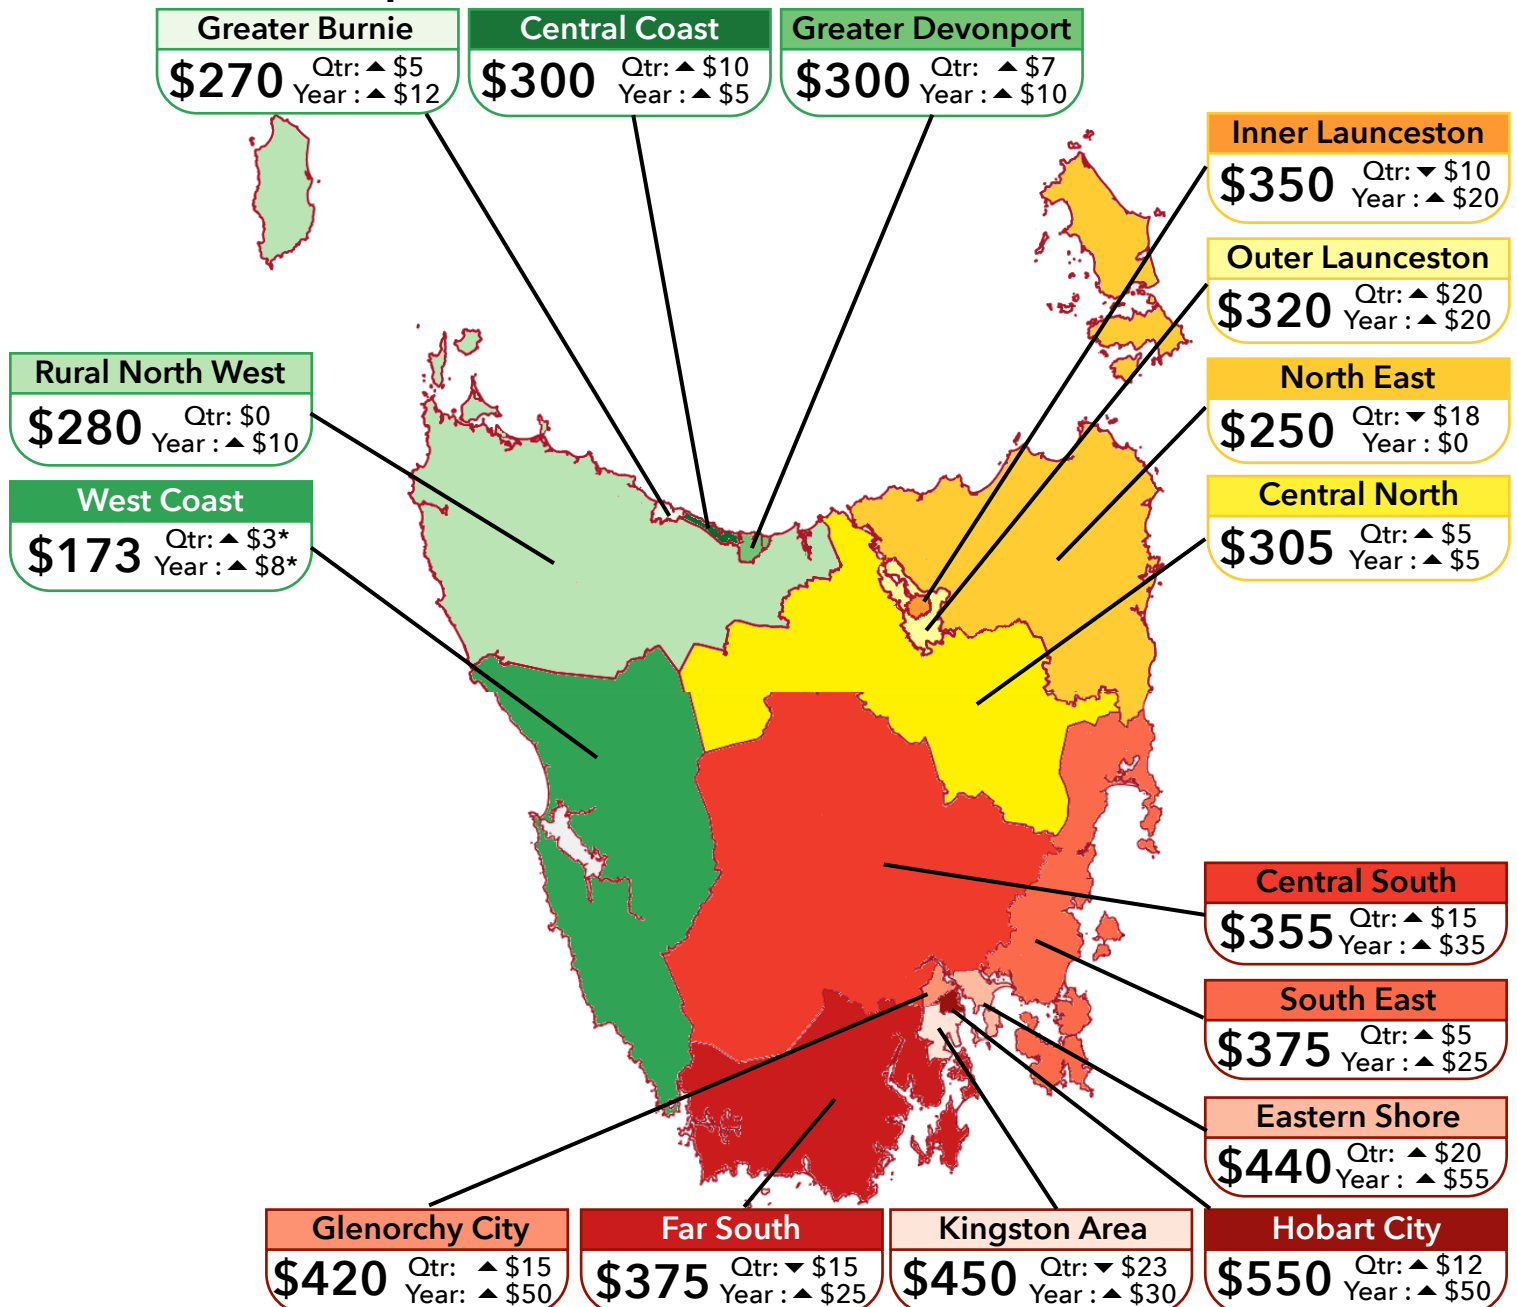 Greater Burnie
$270 Qtr: ▲ $5
Year : ▲ $12
Central Coast
$300 Qtr: ▲ $10
Year : ▲ $5
Greater Devonport
$300 Qtr: ▲ $7
Year : ▲ $10
Inner Launceston
$350 Qtr: ▼ $10
Year : ▲ $20
Outer Launceston
$320 Qtr: ▲ $20
Year : ▲ $20
Rural North West
$280 Qtr: $0
Year : ▲ $10
North East
$250 Qtr: ▼ $18
Year : $0
West Coast
$173 Qtr: ▲ $3*
Year : ▲ $8*
Central North
$305 Qtr: ▲ $5
Year : ▲ $5
Central South
$355 Qtr: ▲ $15
Year : ▲ $35
South East
$375 Qtr: ▲ $5
Year : ▲ $25
Eastern Shore
$440 Qtr: ▲ $20
Year : ▲ $55
Glenorchy City
$420 Qtr: ▲ $15
Year: ▲ $50
Far South
$375 Qtr: ▼ $15
Year : ▲ $25
Kingston Area
$450 Qtr: ▼ $23
Year : ▲ $30
Hobart City
$550 Qtr: ▲ $12
Year : ▲ $50